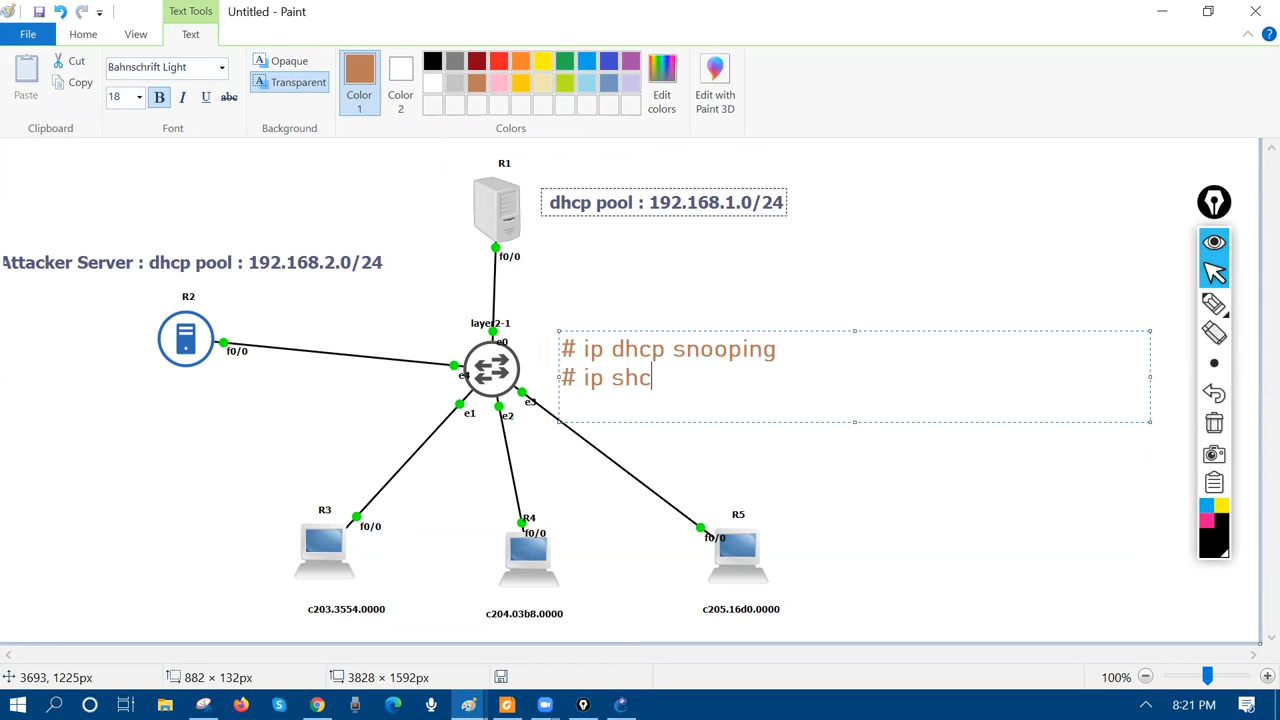 Text Tools
Untitled - Paint
File
Home
View
Text
Paste
Cut
Copy
Clipboard
Bahnschrift Light
18
B
I
U
abc
Font
Opaque
Transparent
Background
Color 1
Color 2
Edit colors
Edit with Paint 3D
Colors
R1
dhcp pool : 192.168.1.0/24
f0/0
Attacker Server : dhcp pool : 192.168.2.0/24
R2
f0/0
layer2-1
e0
e4
e1
e2
e3
# ip dhcp snooping
# ip shc
R3
f0/0
R4
f0/0
R5
f0/0
c203.3554.0000
c204.03b8.0000
c205.16d0.0000
3693, 1225px
882 × 132px
3828 × 1592px
100%
8:21 PM